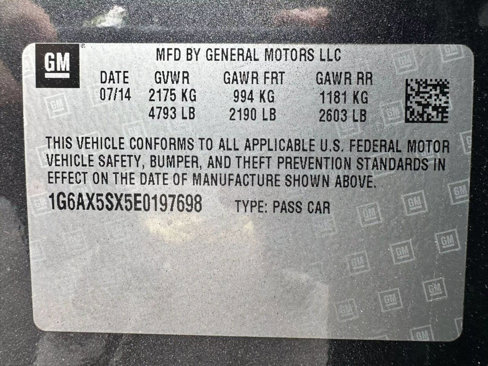 GM
MFD BY GENERAL MOTORS LLC
DATE GVWR GAWR FRT GAWR RR
07/14 2175 KG 994 KG 1181 KG
4793 LB 2190 LB 2603 LB
THIS VEHICLE CONFORMS TO ALL APPLICABLE U.S. FEDERAL MOTOR
VEHICLE SAFETY, BUMPER, AND THEFT PREVENTION STANDARDS IN
EFFECT ON THE DATE OF MANUFACTURE SHOWN ABOVE.
1G6AX5SX5E0197698 TYPE: PASS CAR